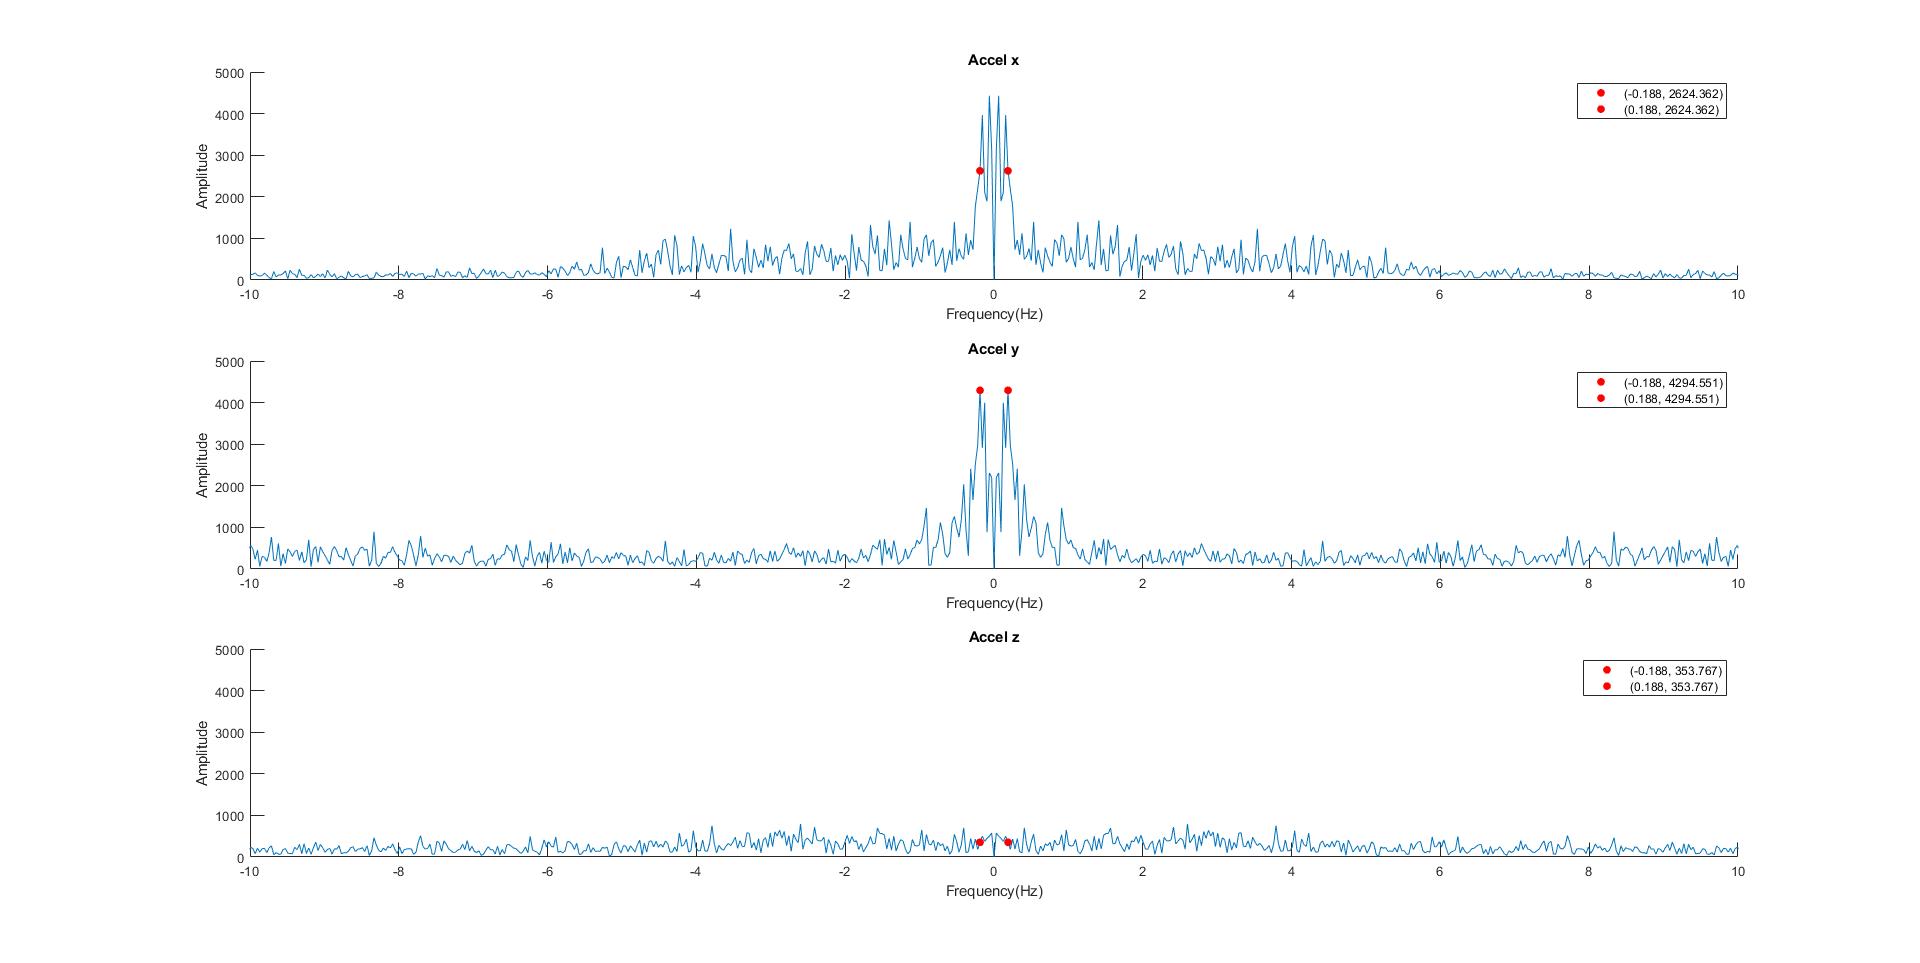 Accel x
5000
4000
3000
2000
1000
0
Amplitude
-10 -8 -6 -4 -2 0 2 4 6 8 10
Frequency(Hz)
(-0.188, 2624.362)
(0.188, 2624.362)
Accel y
5000
4000
3000
2000
1000
0
Amplitude
-10 -8 -6 -4 -2 0 2 4 6 8 10
Frequency(Hz)
(-0.188, 4294.551)
(0.188, 4294.551)
Accel z
5000
4000
3000
2000
1000
0
Amplitude
-10 -8 -6 -4 -2 0 2 4 6 8 10
Frequency(Hz)
(-0.188, 353.767)
(0.188, 353.767)